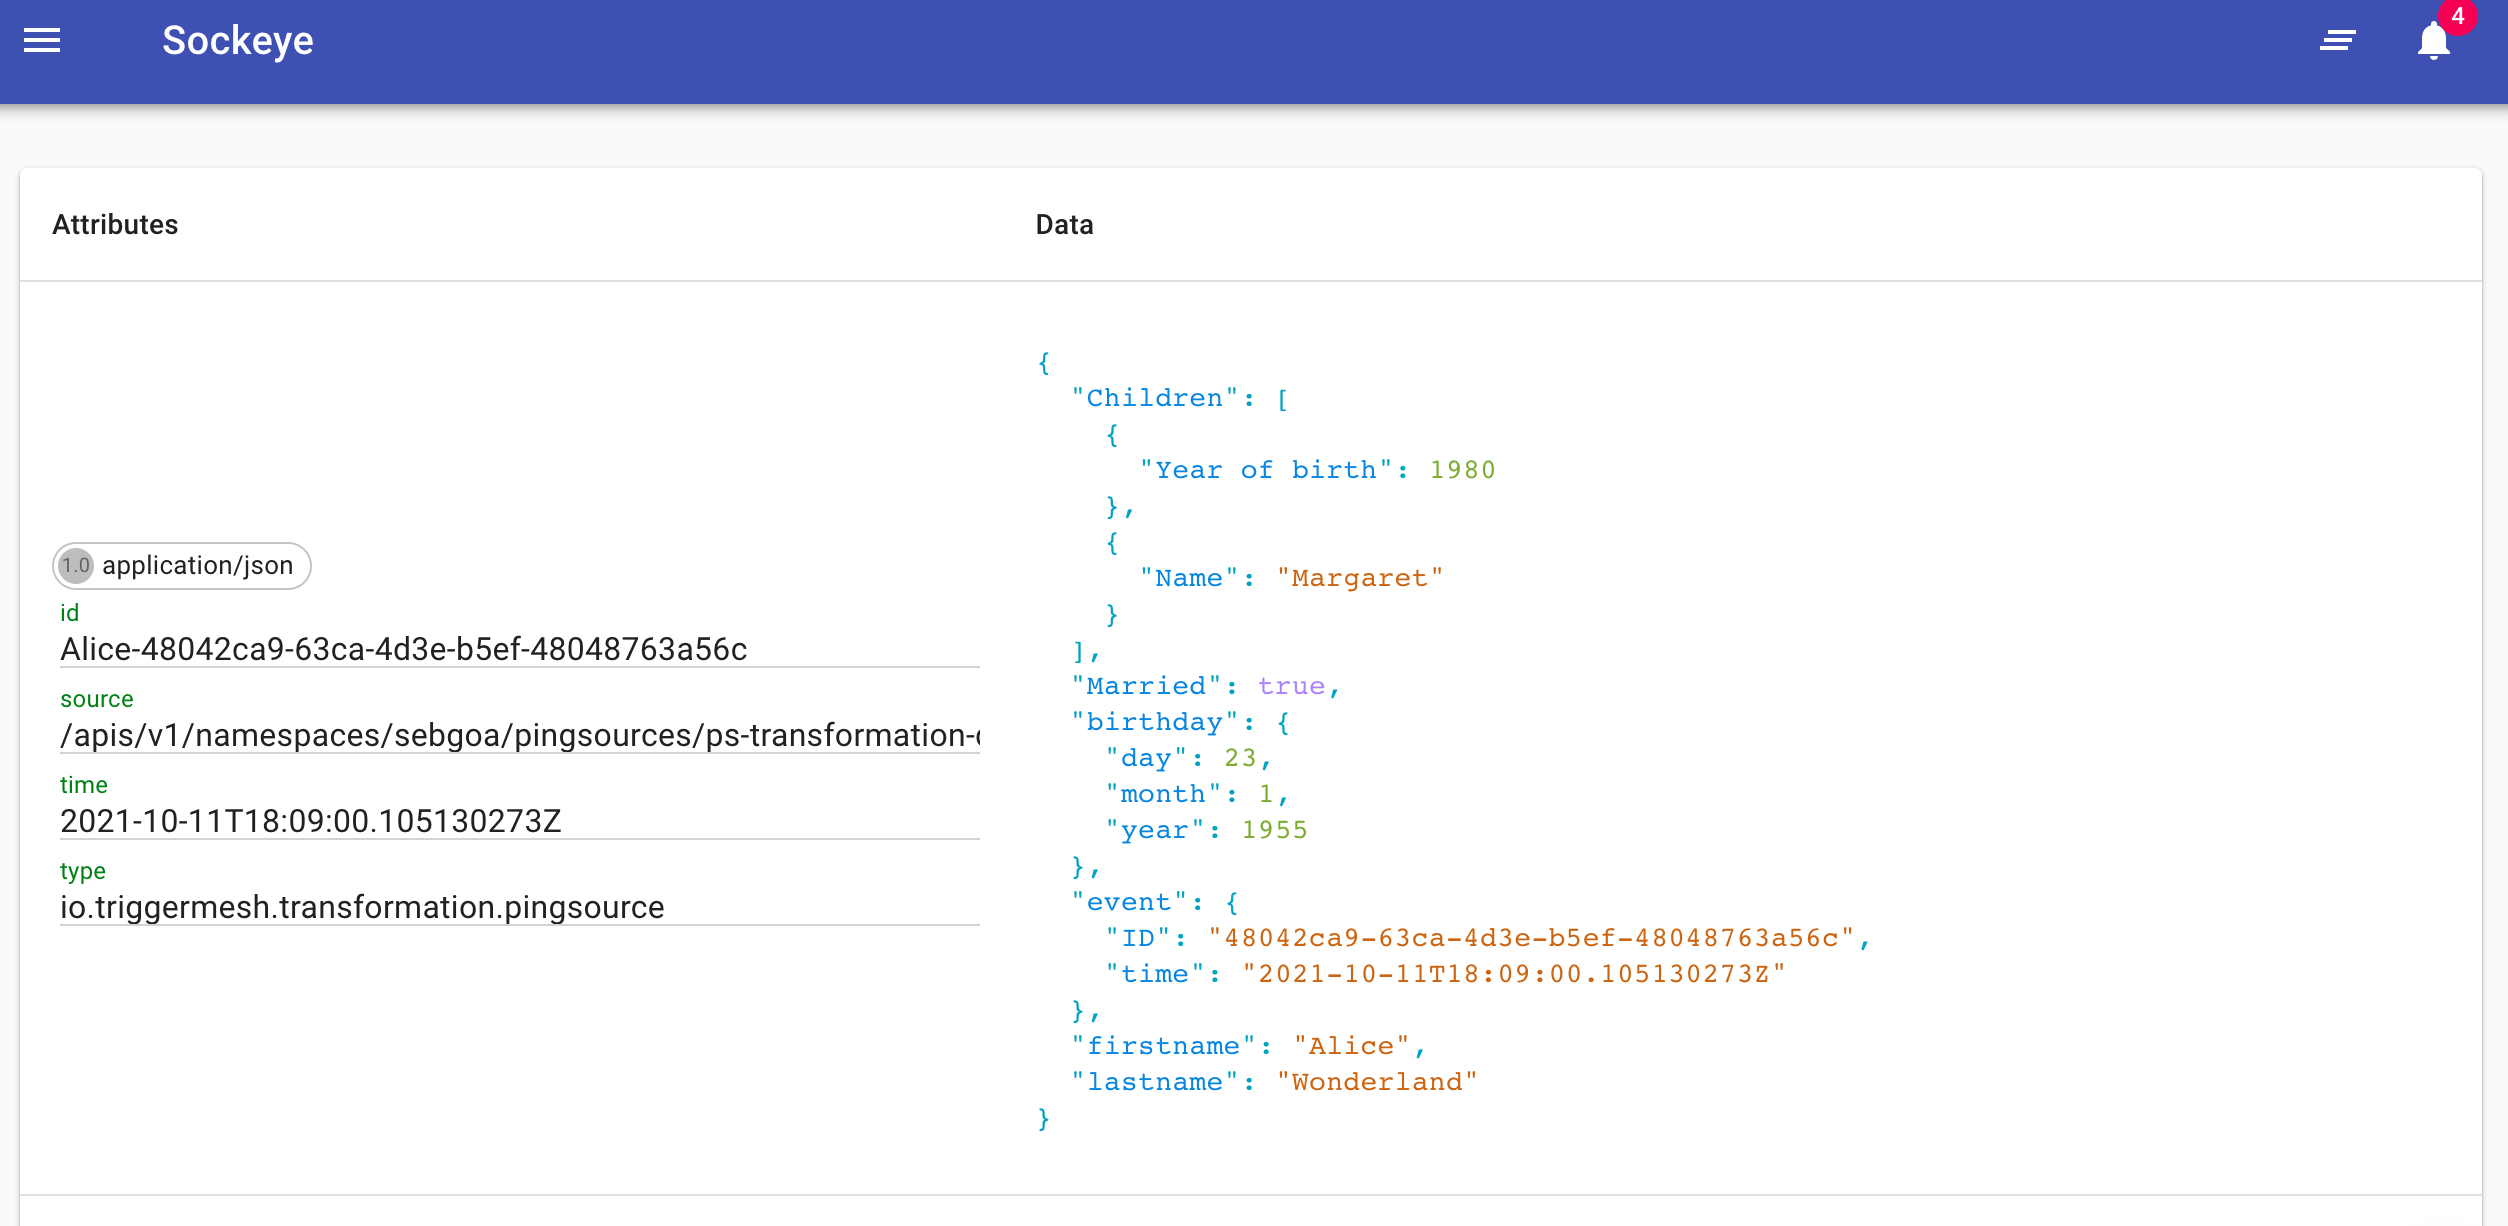 Sockeye
4
Attributes
Data
1.0 application/json
id
Alice-48042ca9-63ca-4d3e-b5ef-48048763a56c
source
/apis/v1/namespaces/sebgoa/pingsources/ps-transformation-
time
2021-10-11T18:09:00.105130273Z
type
io.triggermesh.transformation.pingsource
{
"Children": [
{
"Year of birth": 1980
},
{
"Name": "Margaret"
}
],
"Married": true,
"birthday": {
"day": 23,
"month": 1,
"year": 1955
},
"event": {
"ID": "48042ca9-63ca-4d3e-b5ef-48048763a56c",
"time": "2021-10-11T18:09:00.105130273Z"
},
"firstname": "Alice",
"lastname": "Wonderland"
}